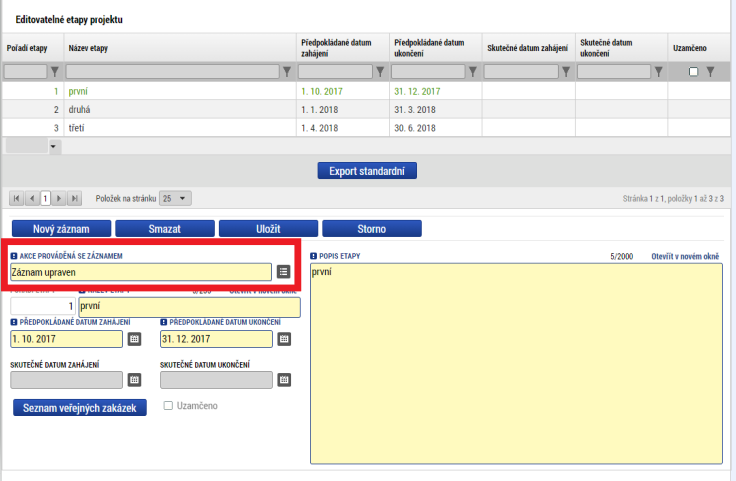 Editovatelné etapy projektu
Pořadí etapy Název etapy Předpokládané datum zahájení Předpokládané datum ukončení Skutečné datum zahájení Skutečné datum ukončení Uzamčeno
1 první 1. 10. 2017 31. 12. 2017
2 druhá 1. 1. 2018 31. 3. 2018
3 třetí 1. 4. 2018 30. 6. 2018
Export standardní
1 Položek na stránku 25 Stránka 1 z 1, položky 1 až 3 z 3
Nový záznam Smazat Uložit Storno
AKCE PROVÁDĚNÁ SE ZÁZNAMEM POPIS ETAPY 5/2000 Otevřít v novém okně
Záznam upraven první
1 první
PŘEDPOKLÁDANÉ DATUM ZAHÁJENÍ PŘEDPOKLÁDANÉ DATUM UKONČENÍ
1. 10. 2017 31. 12. 2017
SKUTEČNÉ DATUM ZAHÁJENÍ SKUTEČNÉ DATUM UKONČENÍ
Seznam veřejných zakázek Uzamčeno